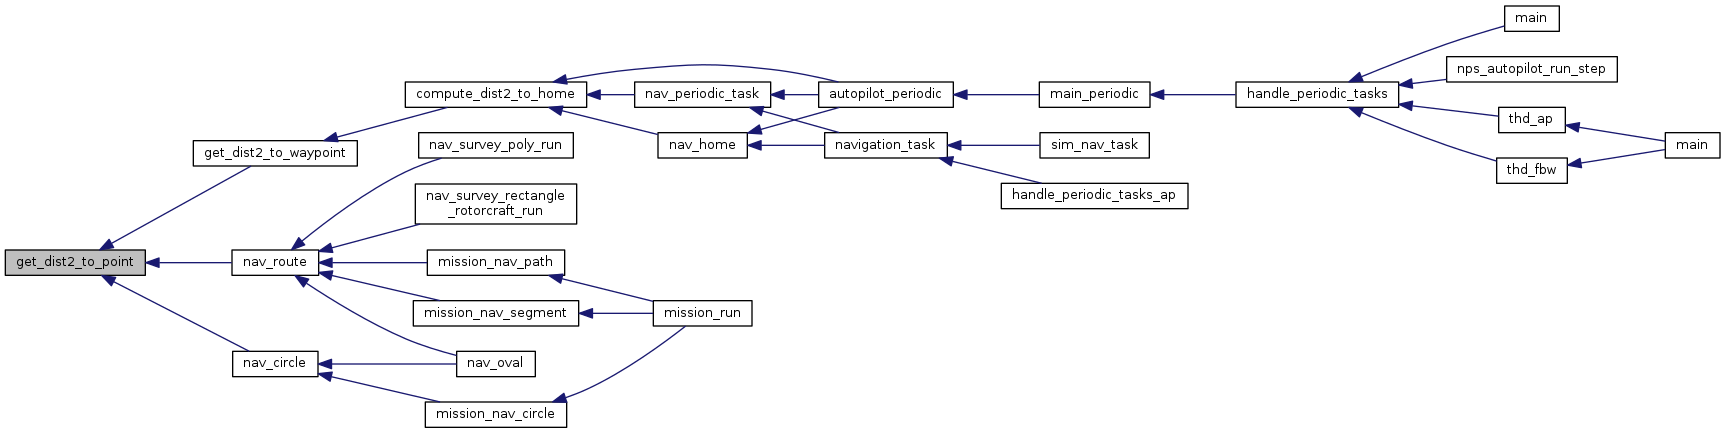 main
nps_autopilot_run_step
compute_dist2_to_home
nav_periodic_task
autopilot_periodic
main_periodic
handle_periodic_tasks
thd_ap
get_dist2_to_waypoint
nav_survey_poly_run
nav_home
navigation_task
sim_nav_task
main
thd_fbw
nav_survey_rectangle
_rotorcraft_run
handle_periodic_tasks_ap
get_dist2_to_point
nav_route
mission_nav_path
mission_nav_segment
mission_run
nav_circle
nav_oval
mission_nav_circle